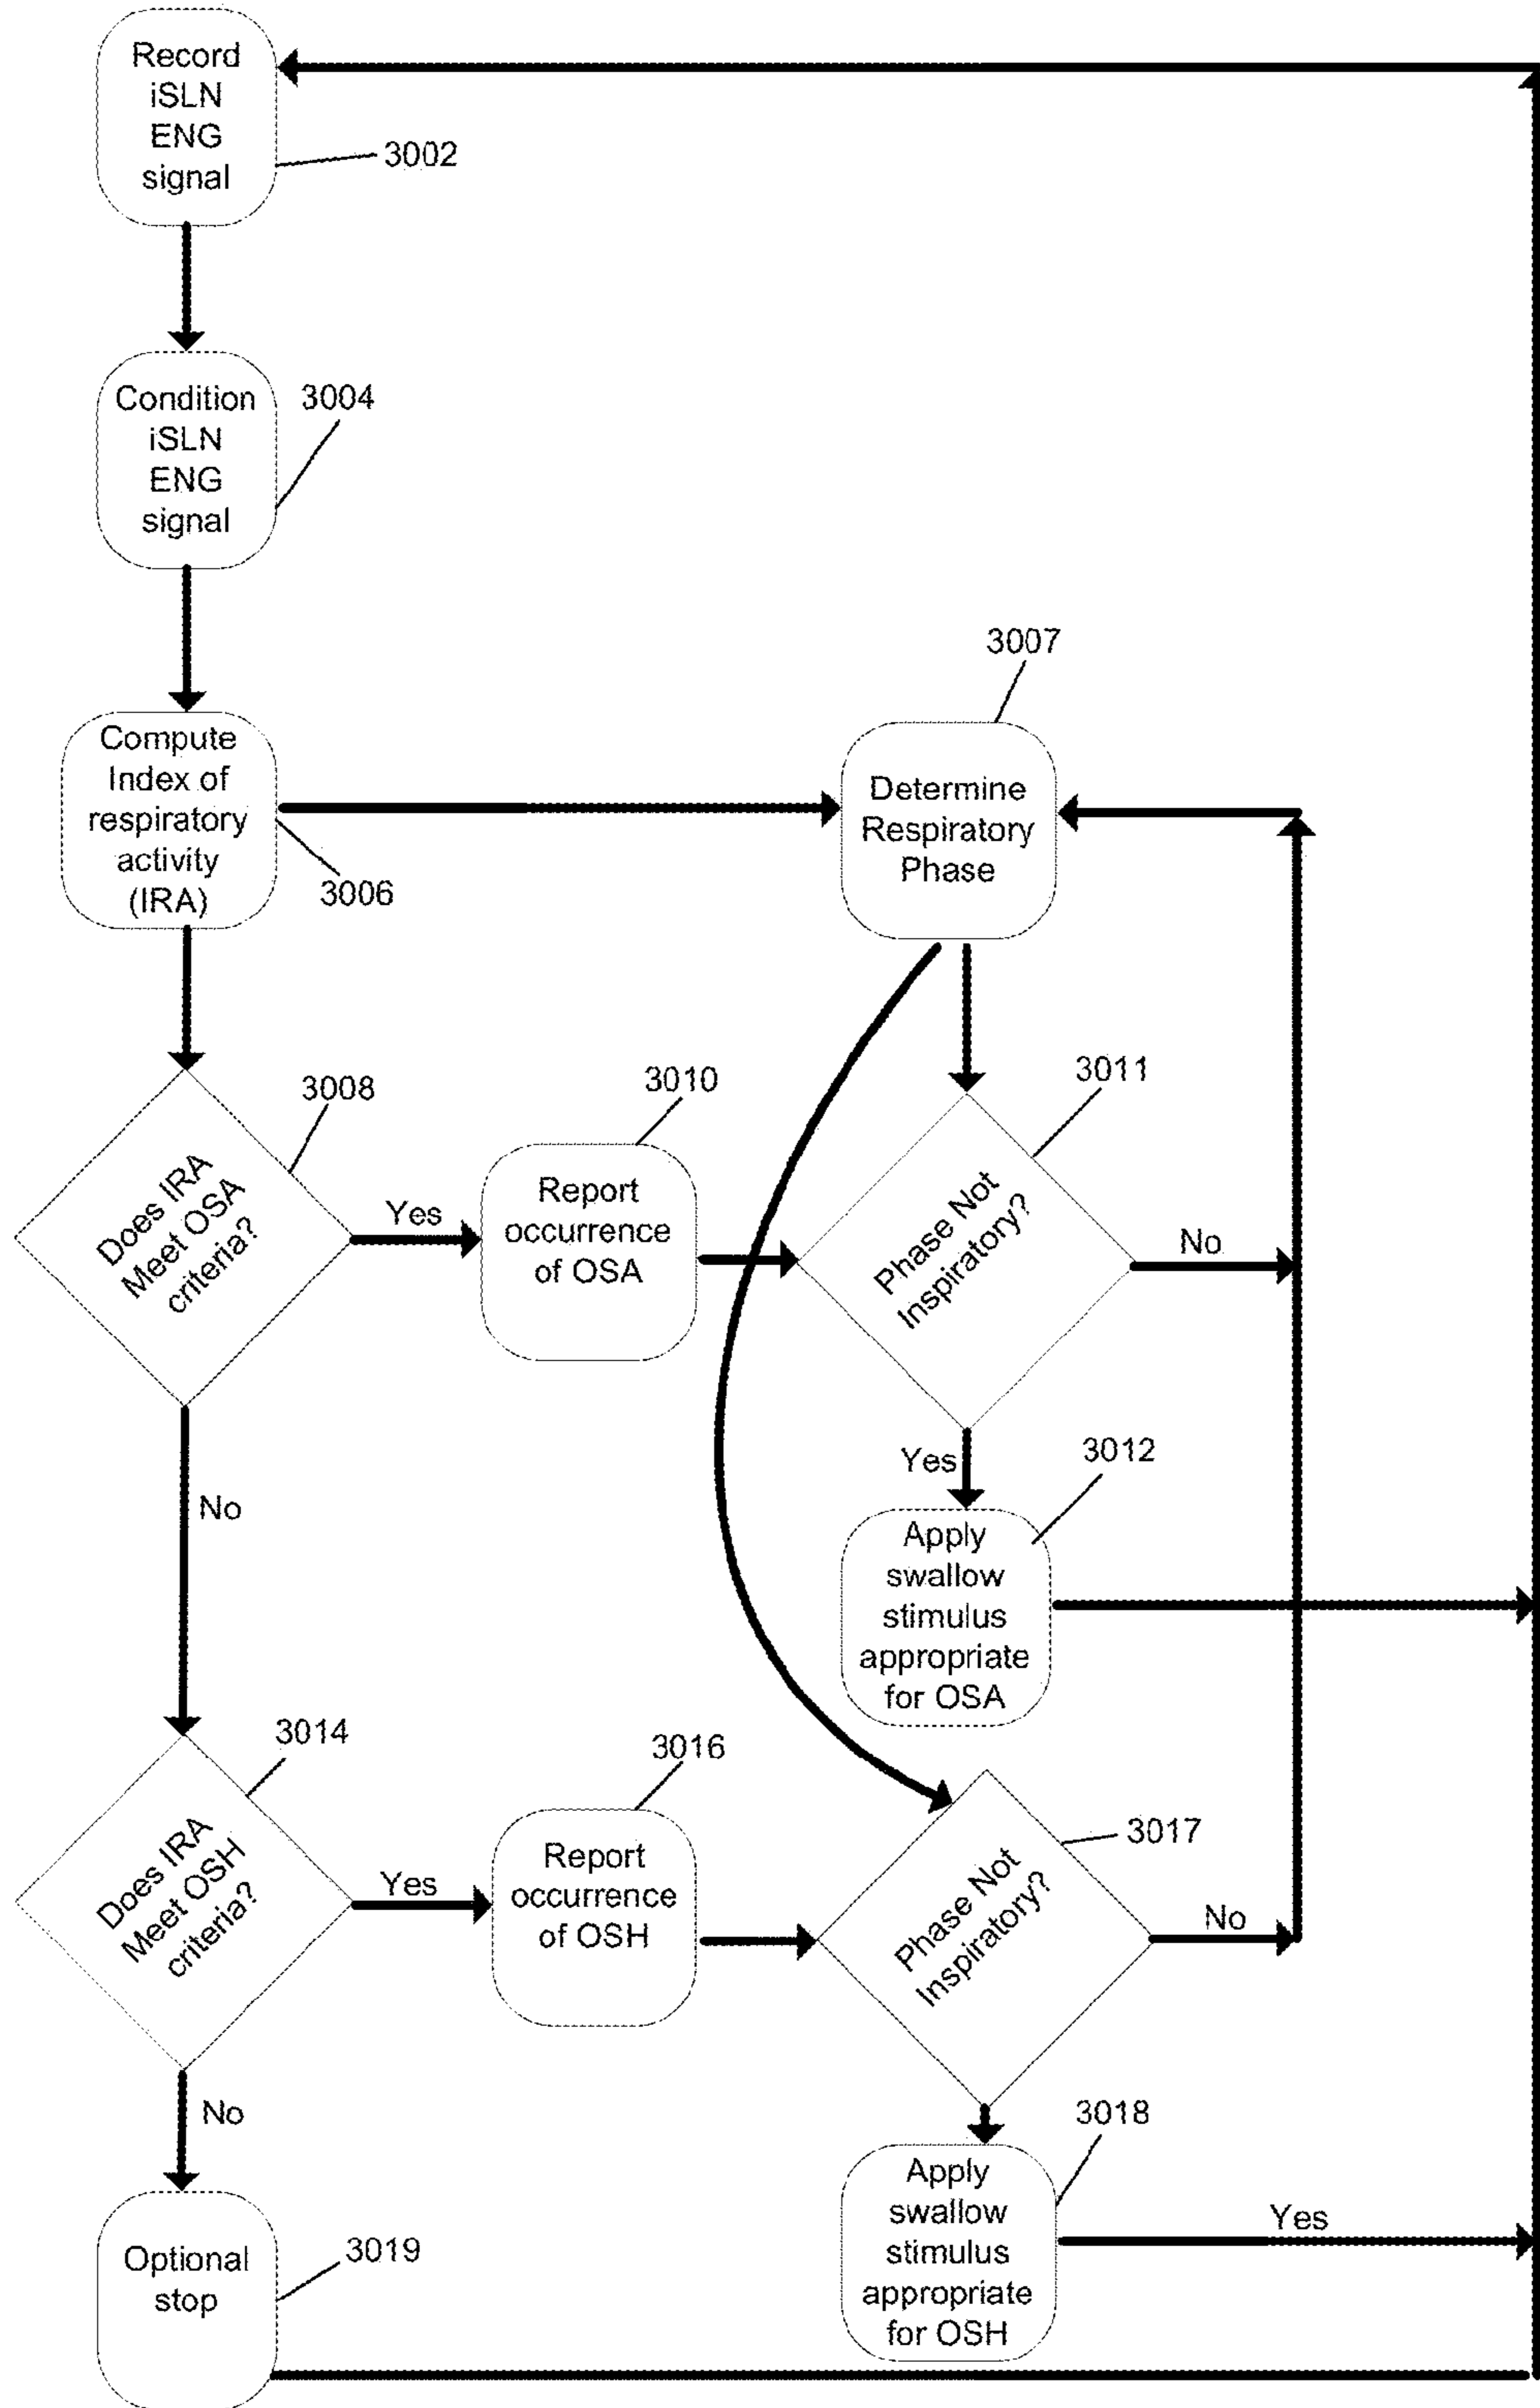 Record
iSLN
ENG
signal
3002
Condition
iSLN
ENG
signal
3004
3007
Compute
Index of
respiratory
activity
(IRA)
3006
Determine
Respiratory
Phase
3008
Does IRA
Meet OSA
criteria?
Yes
3010
Report
occurrence
of OSA
3011
Phase Not
Inspiratory?
No
Yes
3012
Apply
swallow
stimulus
appropriate
for OSA
No
3014
Does IRA
Meet OSH
criteria?
Yes
3016
Report
occurrence
of OSH
3017
Phase Not
Inspiratory?
No
No
3018
Apply
swallow
stimulus
appropriate
for OSH
Yes
Optional
stop
3019